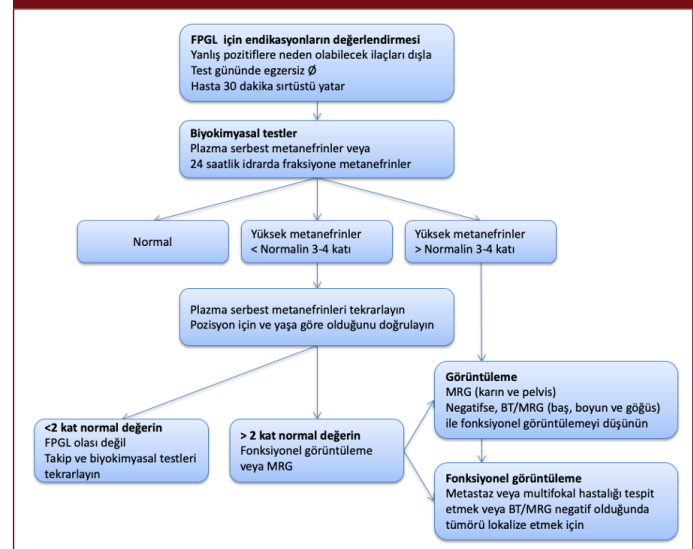 FPGL için endikasyonların değerlendirmesi
Yanlış pozitiflere neden olabilecek ilaçları dışla
Test gününde egzersiz Ø
Hasta 30 dakika sırtüstü yatar
Biyokimyasal testler
Plazma serbest metanefrinler veya
24 saatlik idrarda fraksiyone metanefrinler
Normal
Yüksek metanefrinler
< Normalin 3-4 katı
Yüksek metanefrinler
> Normalin 3-4 katı
Plazma serbest metanefrinleri tekrarlayın
Pozisyon için ve yaşa göre olduğunu doğrulayın
<2 kat normal değerin
FPGL olası değil
Takip ve biyokimyasal testleri
tekrarlayın
> 2 kat normal değerin
Fonksiyonel görüntüleme
veya MRG
Görüntüleme
MRG (karın ve pelvis)
Negatifse, BT/MRG (baş, boyun ve göğüs)
ile fonksiyonel görüntülemeyi düşünün
Fonksiyonel görüntüleme
Metastaz veya multifokal hastalığı tespit
etmek veya BT/MRG negatif olduğunda
tümörü lokalize etmek için